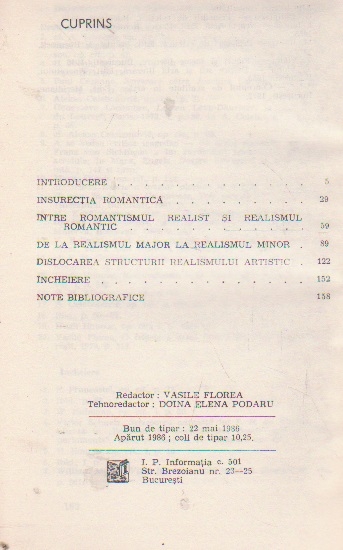 CUPRINS
INTRODUCERE . . . . . . . . . . . . 5
INSURECȚIA ROMANTICĂ . . . . . . . . . 29
ÎNTRE ROMANTISMUL REALIST ȘI REALISMUL
ROMANTIC . . . . . . . . . . . 59
DE LA REALISMUL MAJOR LA REALISMUL MINOR . 89
DISLOCAREA STRUCTURII REALISMULUI ARTISTIC . 122
ÎNCHEIERE . . . . . . . . . . . . 152
NOTE BIBLIOGRAFICE . . . . . . . . . . 158
Redactor : VASILE FLOREA
Tehnoredactor : DOINA ELENA PODARU
Bun de tipar : 22 mai 1986
Apărut 1986 ; coli de tipar 10,25.
I. P. Informația c. 501
Str. Brezoianu nr. 23—25
București